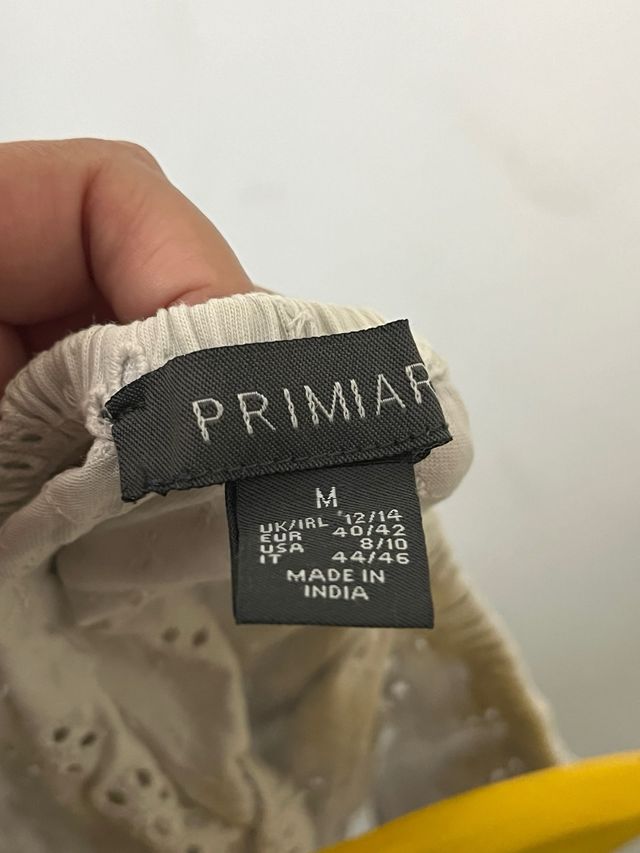 PRIMIAR
M
UK/IRL 12/14
EUR 40/42
USA 8/10
IT 44/46
MADE IN
INDIA